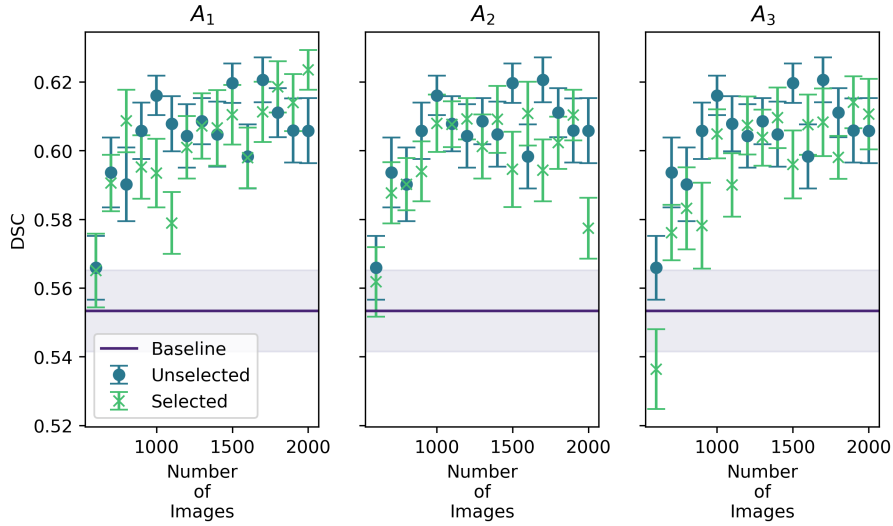 A₁ A₂ A₃
0.62
0.60
0.58
0.56
0.54
0.52
DSC
Baseline
Unselected
Selected
1000 1500 2000 1000 1500 2000 1000 1500 2000
Number Number Number
of of of
Images Images Images